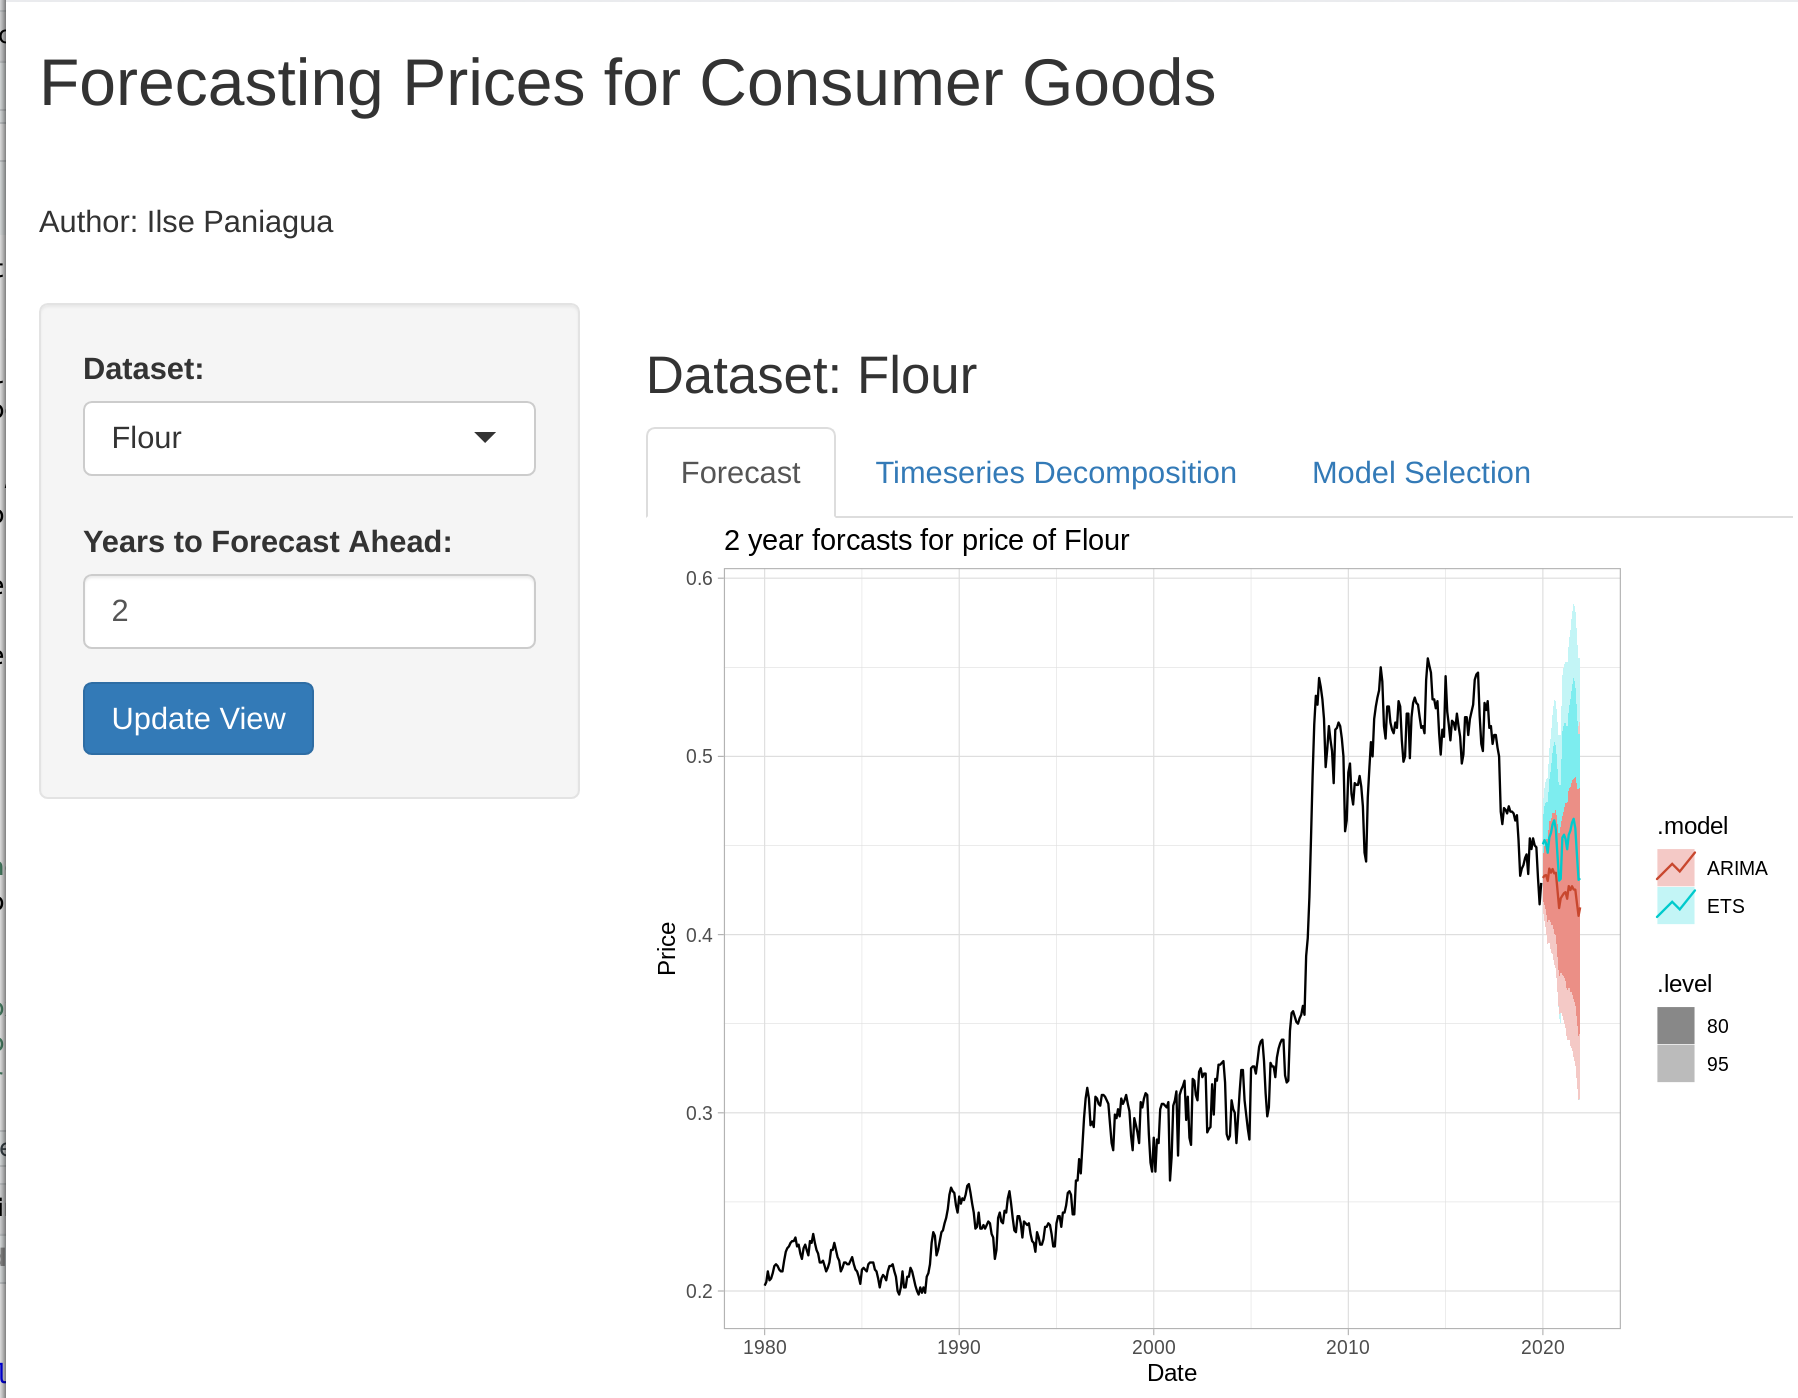 Forecasting Prices for Consumer Goods
Author: Ilse Paniagua
Dataset:
Flour
Years to Forecast Ahead:
2
Update View
Dataset: Flour
Forecast Timeseries Decomposition Model Selection
2 year forcasts for price of Flour
0.6
0.5
0.4
0.3
0.2
Price
1980 1990 2000 2010 2020
Date
.model
ARIMA
ETS
.level
80
95